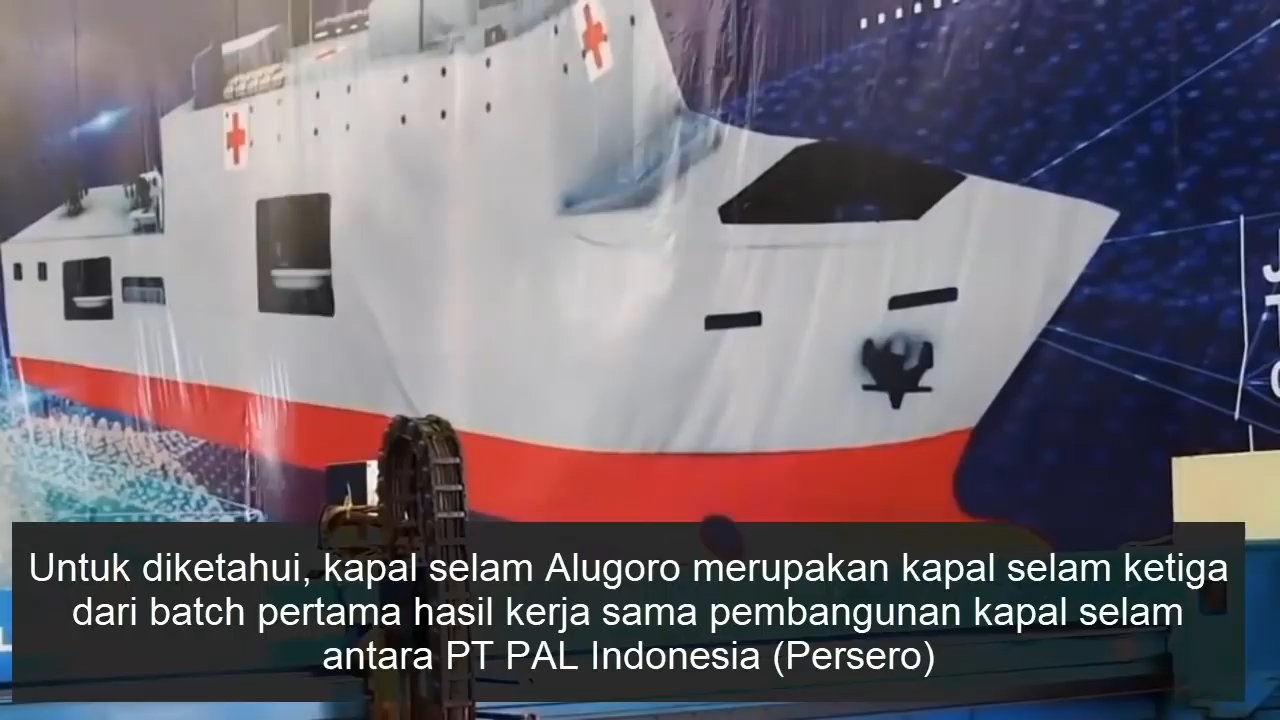 Untuk diketahui, kapal selam Alugoro merupakan kapal selam ketiga
dari batch pertama hasil kerja sama pembangunan kapal selam
antara PT PAL Indonesia (Persero)